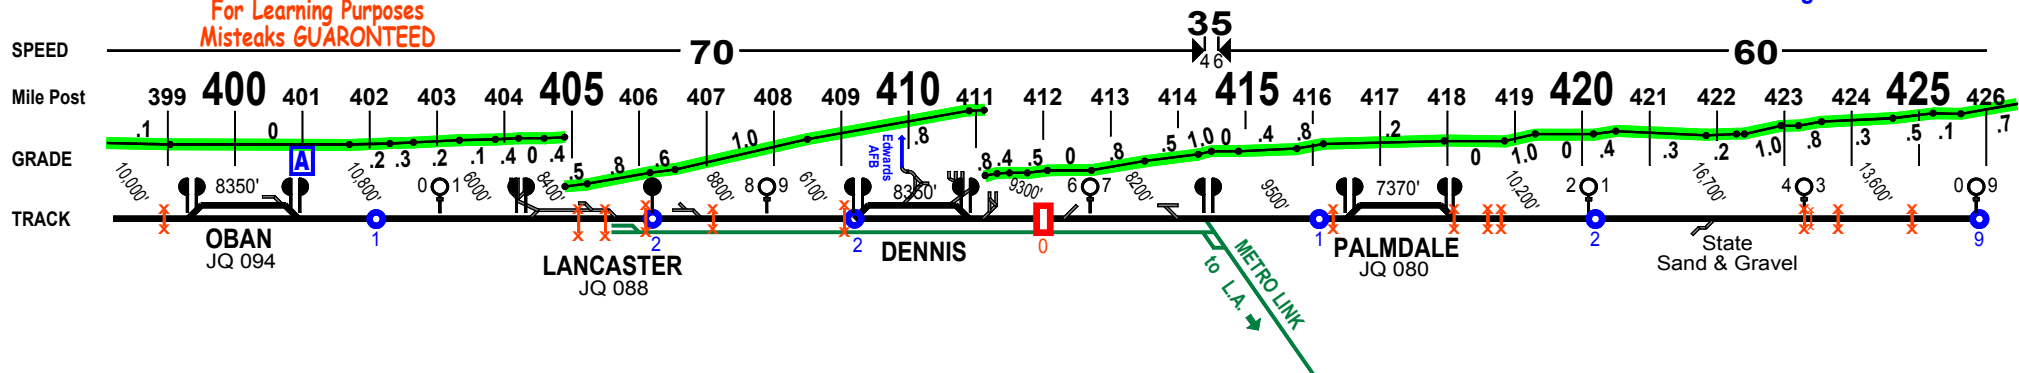 For Learning Purposes
Misteaks GUARONTEED
SPEED 70 35 60
4 6
Mile Post 399 400 401 402 403 404 405 406 407 408 409 410 411 412 413 414 415 416 417 418 419 420 421 422 423 424 425 426
GRADE .1 0 .2 .3 .2 .1 .4 0 .4 .5 .8 .6 1.0 .8 .8 .4 .5 0 .8 .5 1.0 0 .4 .8 .2 0 1.0 0 .4 .3 .2 1.0 .8 .3 .5 .1 .7
A
Edwards
AFB
10,000' 8350' 10,800' 0 1 6000' 8400' 8800' 8 9 6100' 8350' 9300' 6 7 8200' 9500' 7370' 10,200' 2 1 16,700' 4 3 13,600' 0 9
TRACK
1 2 2 0 1 2 9
OBAN
JQ 094
LANCASTER
JQ 088
DENNIS
METRO LINK
to L.A.
PALMDALE
JQ 080
State
Sand & Gravel